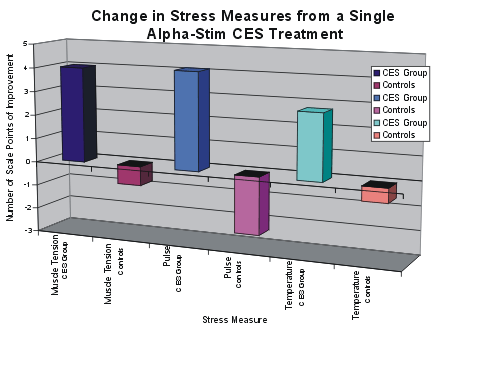 Change in Stress Measures from a Single
Alpha-Stim CES Treatment
Number of Scale Points of Improvement
5
4
3
2
1
0
-1
-2
-3
CES Group
Controls
CES Group
Controls
CES Group
Controls
Muscle Tension
CES Group
Muscle Tension
Controls
Pulse
CES Group
Pulse
Controls
Temperature
CES Group
Temperature
Controls
Stress Measure